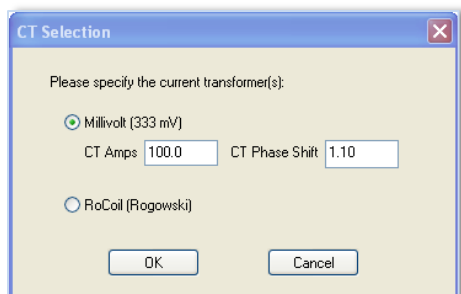 CT Selection
Please specify the current transformer(s):
Millivolt (333 mV)
CT Amps 100.0 CT Phase Shift 1.10
RoCoil (Rogowski)
OK Cancel